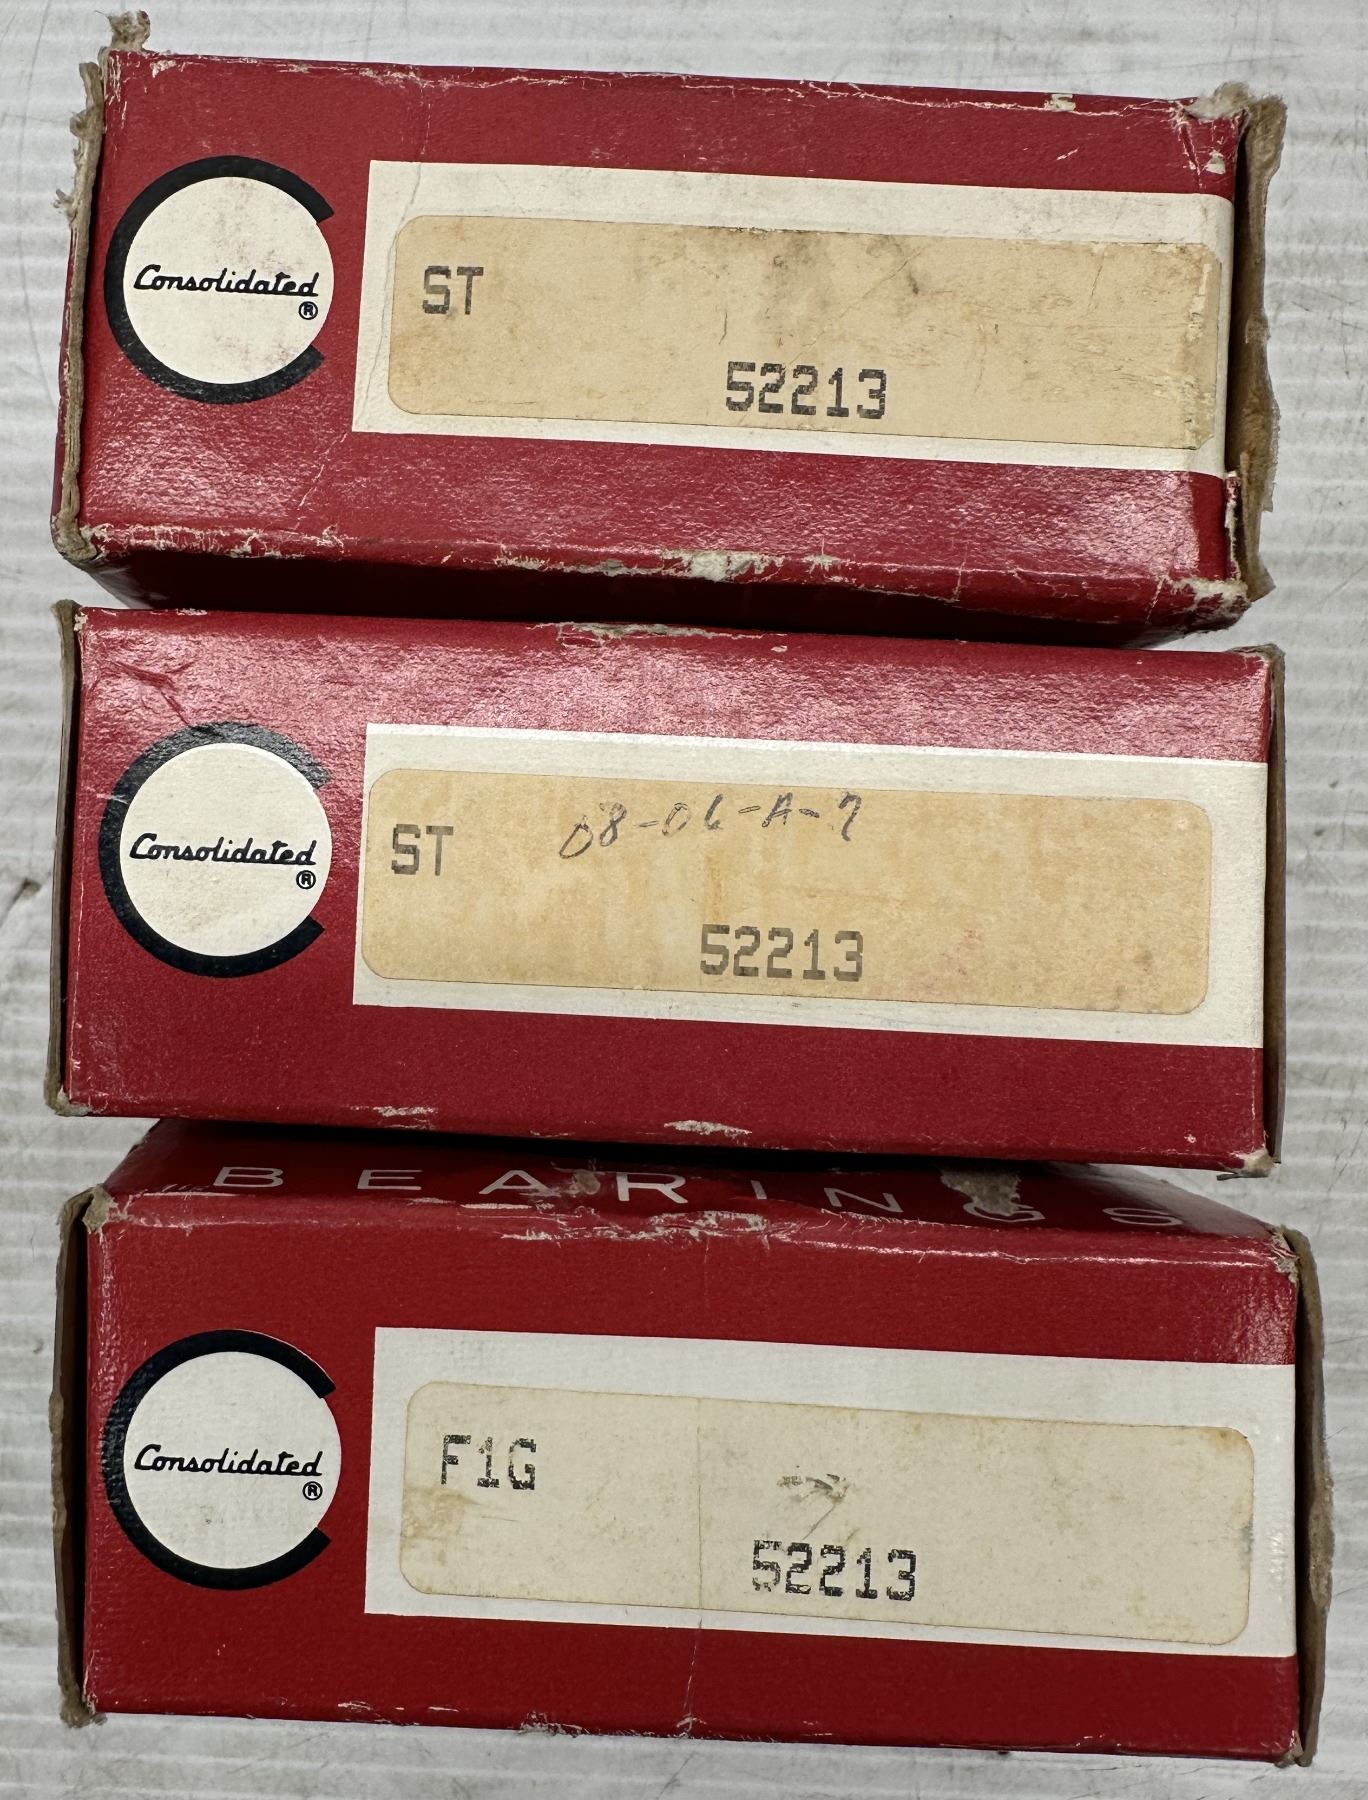 Consolidated
®
ST
52213
Consolidated
®
ST 08-06-A-7
52213
BEARINGS
Consolidated
®
F1G
52213